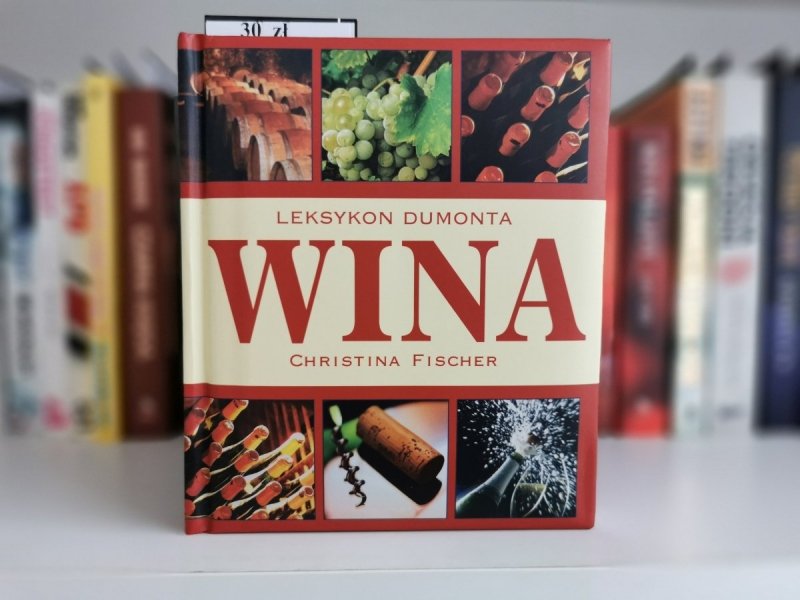 30 zł
LEKSYKON DUMONTA
WINA
CHRISTINA FISCHER